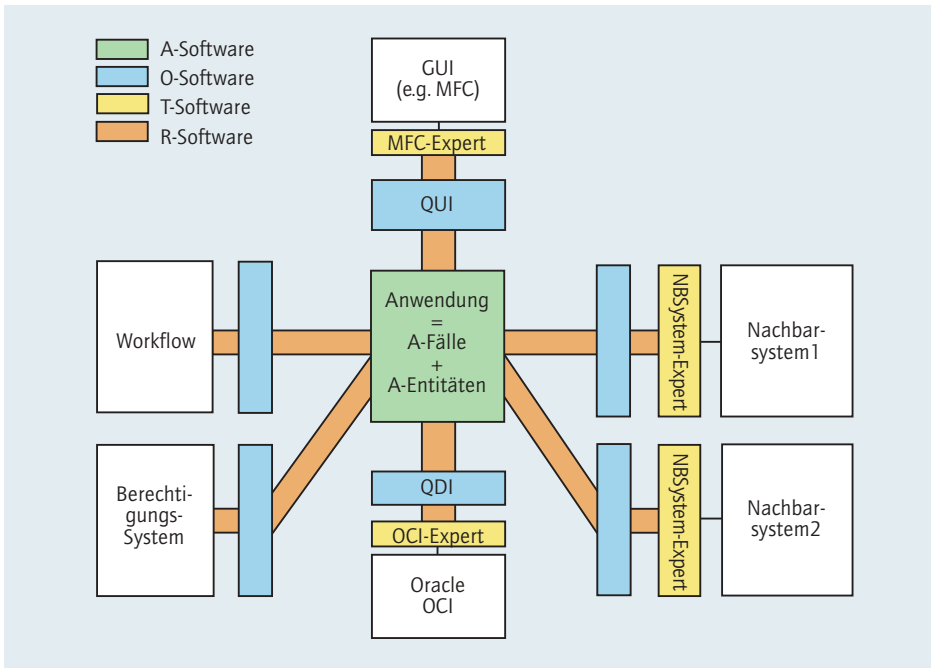 A-Software
O-Software
T-Software
R-Software
GUI
(e.g. MFC)
MFC-Expert
QUI
Workflow
Anwendung
=
A-Fälle
+
A-Entitäten
NBSystem-Expert
Nachbar-
system1
Berechti-
gungs-
System
QDI
OCI-Expert
Oracle
OCI
NBSystem-Expert
Nachbar-
system2